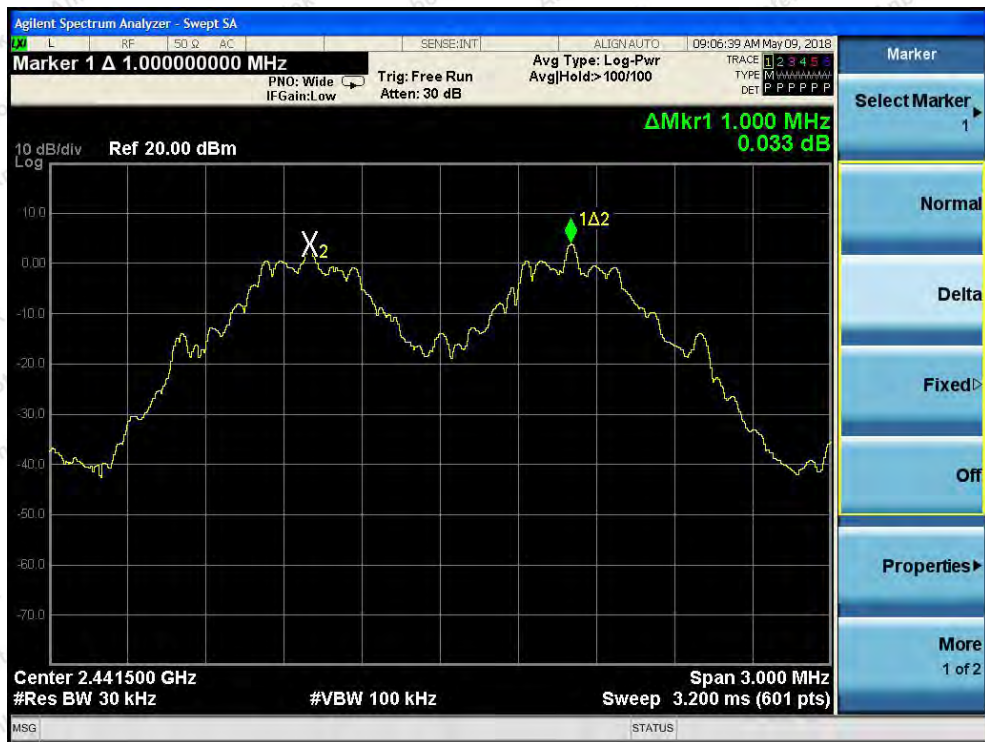 Agilent Spectrum Analyzer - Swept SA
LXI L RF 50 Ω AC SENSE:INT ALIGN AUTO 09:06:39 AM May 09, 2018
Marker 1 Δ 1.000000000 MHz
PNO: Wide
IFGain:Low
Trig: Free Run
Atten: 30 dB
Avg Type: Log-Pwr
Avg|Hold:>100/100
TRACE 1 2 3 4 5 6
TYPE M
DET P P P P P P
ΔMkr1 1.000 MHz
0.033 dB
10 dB/div Ref 20.00 dBm
Log
10.0
0.00
-10.0
-20.0
-30.0
-40.0
-50.0
-60.0
-70.0
X2
1Δ2
Center 2.441500 GHz
Span 3.000 MHz
#Res BW 30 kHz
#VBW 100 kHz
Sweep 3.200 ms (601 pts)
MSG
STATUS
Marker
Select Marker
1
Normal
Delta
Fixed
Off
Properties
More
1 of 2